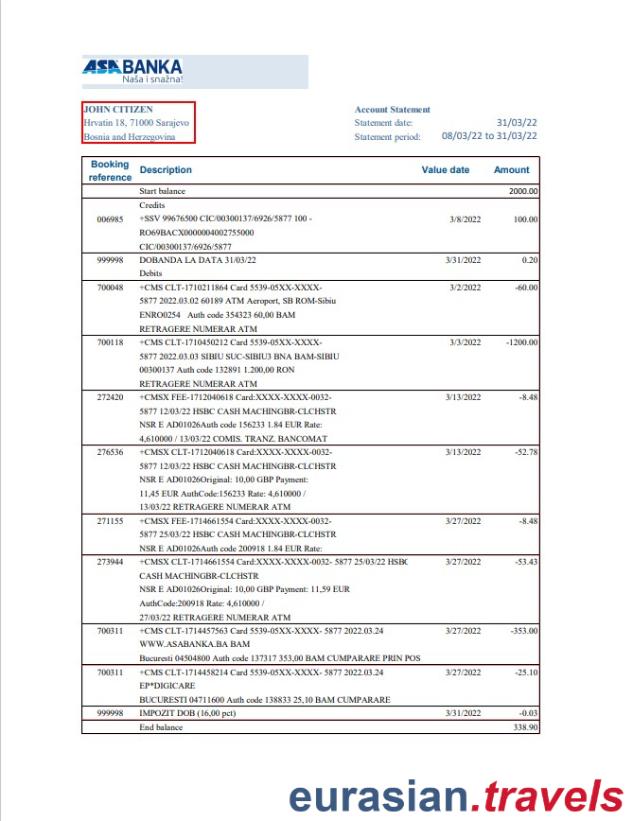 ASA BANKA
Naša i snažna!
JOHN CITIZEN
Hrvatin 18, 71000 Sarajevo
Bosnia and Herzegovina
Account Statement
Statement date: 31/03/22
Statement period: 08/03/22 to 31/03/22
Booking reference Description Value date Amount
Start balance 2000.00
Credits
006985 +SSV 99676500 CIC/00300137/6926/5877 100 - 3/8/2022 100.00
RO69BACX0000004002755000
CIC/00300137/6926/5877
999998 DOBANDA LA DATA 31/03/22 3/31/2022 0.20
Debits
700048 +CMS CLT-1710211864 Card 5539-05XX-XXXX- 3/2/2022 -60.00
5877 2022.03.02 60189 ATM Aeroport, SB ROM-Sibiu
ENRO0254 Auth code 354323 60,00 BAM
RETRAGERE NUMERAR ATM
700118 +CMS CLT-1710450212 Card 5539-05XX-XXXX- 3/3/2022 -1200.00
5877 2022.03.03 SIBIU SUC-SIBIU3 BNA BAM-SIBIU
00300137 Auth code 132891 1.200,00 RON
RETRAGERE NUMERAR ATM
272420 +CMSX FEE-1712040618 Card:XXXX-XXXX-0032- 3/13/2022 -8.48
5877 12/03/22 HSBC CASH MACHINGBR-CLCHSTR
NSR E AD01026Auth code 156233 1.84 EUR Rate:
4,610000 / 13/03/22 COMIS. TRANZ. BANCOMAT
276536 +CMSX CLT-1712040618 Card:XXXX-XXXX-0032- 3/13/2022 -52.78
5877 12/03/22 HSBC CASH MACHINGBR-CLCHSTR
NSR E AD01026Original: 10,00 GBP Payment:
11,45 EUR AuthCode:156233 Rate: 4,610000 /
13/03/22 RETRAGERE NUMERAR ATM
271155 +CMSX FEE-1714661554 Card:XXXX-XXXX-0032- 3/27/2022 -8.48
5877 25/03/22 HSBC CASH MACHINGBR-CLCHSTR
NSR E AD01026Auth code 200918 1.84 EUR Rate:
273944 +CMSX CLT-1714661554 Card:XXXX-XXXX-0032- 5877 25/03/22 HSBC 3/27/2022 -53.43
CASH MACHINGBR-CLCHSTR
NSR E AD01026Original: 10,00 GBP Payment: 11,59 EUR
AuthCode:200918 Rate: 4,610000 /
27/03/22 RETRAGERE NUMERAR ATM
700311 +CMS CLT-1714457563 Card 5539-05XX-XXXX- 5877 2022.03.24 3/27/2022 -353.00
WWW.ASABANKA.BA BAM
Bucuresti 04504800 Auth code 137317 353,00 BAM CUMPARARE PRIN POS
700311 +CMS CLT-1714458214 Card 5539-05XX-XXXX- 5877 2022.03.24 3/27/2022 -25.10
EP*DIGICARE
BUCURESTI 04711600 Auth code 138833 25,10 BAM CUMPARARE
999998 IMPOZIT DOB (16,00 pct) 3/31/2022 -0.03
End balance 338.90
eurasian.travels